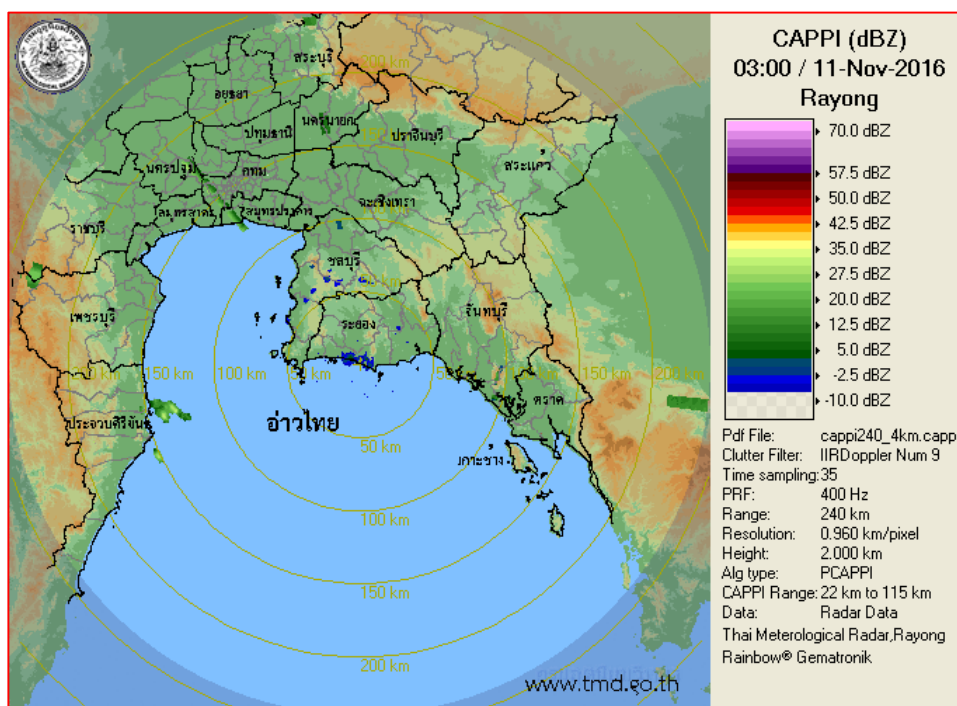 CAPPI (dBZ)
03:00 / 11-Nov-2016
Rayong
70.0 dBZ
57.5 dBZ
50.0 dBZ
42.5 dBZ
35.0 dBZ
27.5 dBZ
20.0 dBZ
12.5 dBZ
5.0 dBZ
-2.5 dBZ
-10.0 dBZ
Pdf File: cappi240_4km.capp
Clutter Filter: IIRDoppler Num 9
Time sampling:35
PRF: 400 Hz
Range: 240 km
Resolution: 0.960 km/pixel
Height: 2.000 km
Alg type: PCAPPI
CAPPI Range: 22 km to 115 km
Data: Radar Data
Thai Meterological Radar,Rayong
Rainbow® Gematronik
สระบุรี
200 km
อยุธยา
นครนายก
ปทุมธานี
ปราจีนบุรี
สระแก้ว
นครปฐม
กทม
ฉะเชิงเทรา
สมุทรสาคร
สมุทรปราการ
ราชบุรี
ชลบุรี
เพชรบุรี
ระยอง
จันทบุรี
150 km
100 km
150 km
200 km
ตราด
ประจวบคีรีขันธ์
อ่าวไทย
50 km
เกาะช้าง
100 km
150 km
200 km
www.tmd.go.th